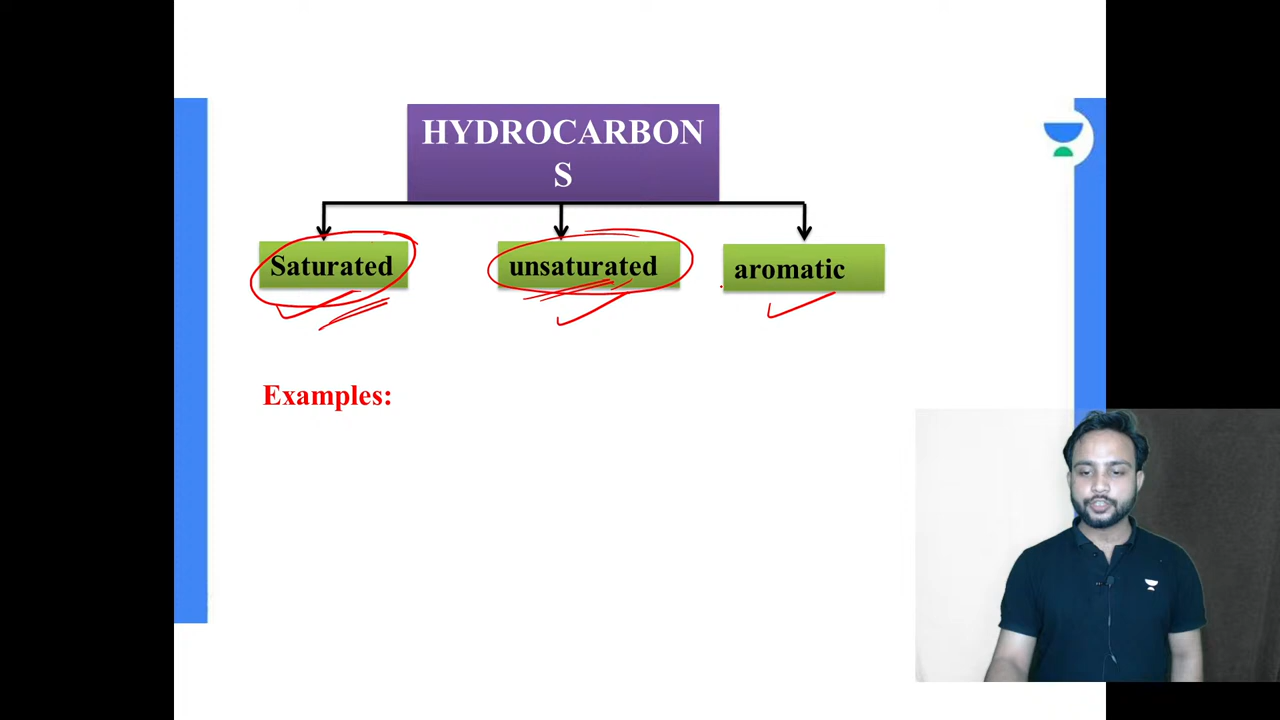 HYDROCARBON
S
Saturated
unsaturated
aromatic
Examples: